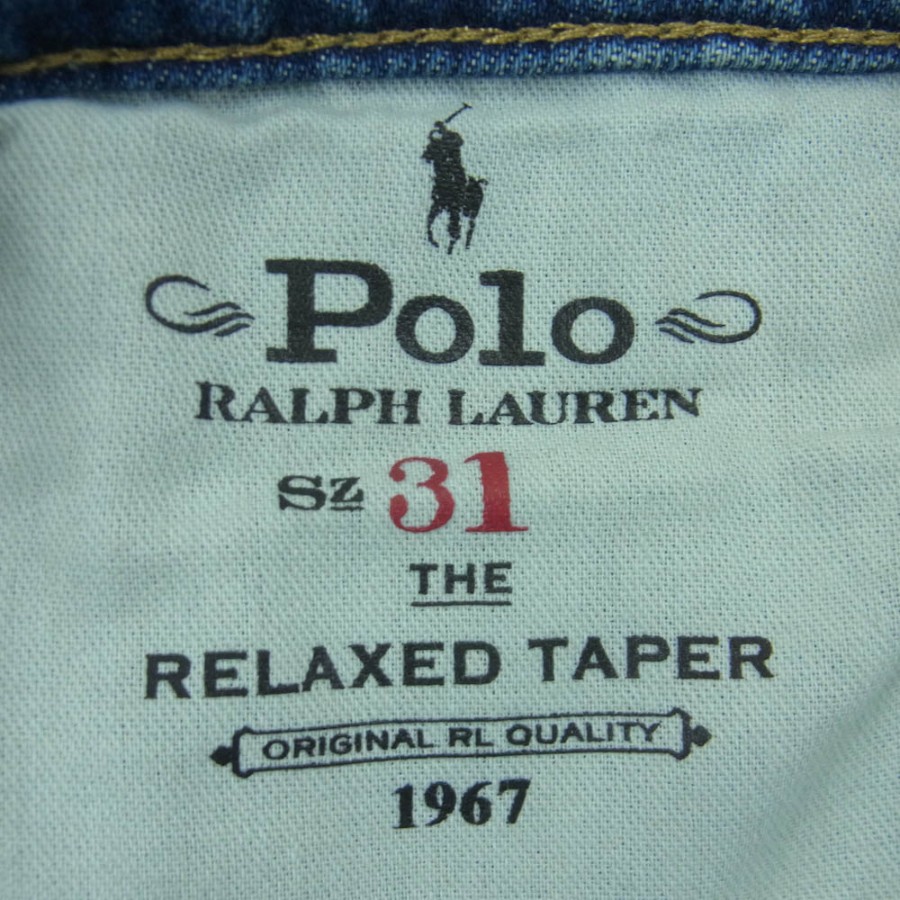 Polo
RALPH LAUREN
Sz 31
THE
RELAXED TAPER
ORIGINAL RL QUALITY
1967